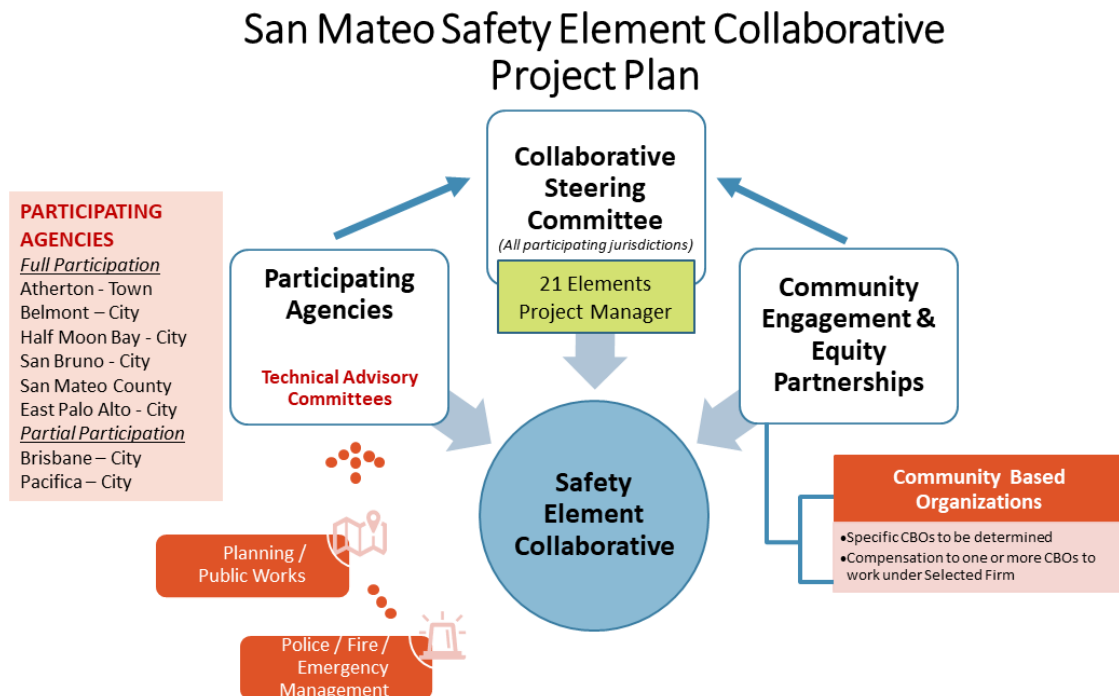 San Mateo Safety Element Collaborative
Project Plan
PARTICIPATING
AGENCIES
Full Participation
Atherton - Town
Belmont – City
Half Moon Bay - City
San Bruno - City
San Mateo County
East Palo Alto - City
Partial Participation
Brisbane – City
Pacifica – City
Participating
Agencies
Technical Advisory
Committees
Collaborative
Steering
Committee
(All participating jurisdictions)
21 Elements
Project Manager
Community
Engagement &
Equity
Partnerships
Safety
Element
Collaborative
Planning /
Public Works
Police / Fire /
Emergency
Management
Community Based
Organizations
•Specific CBOs to be determined
•Compensation to one or more CBOs to
work under Selected Firm